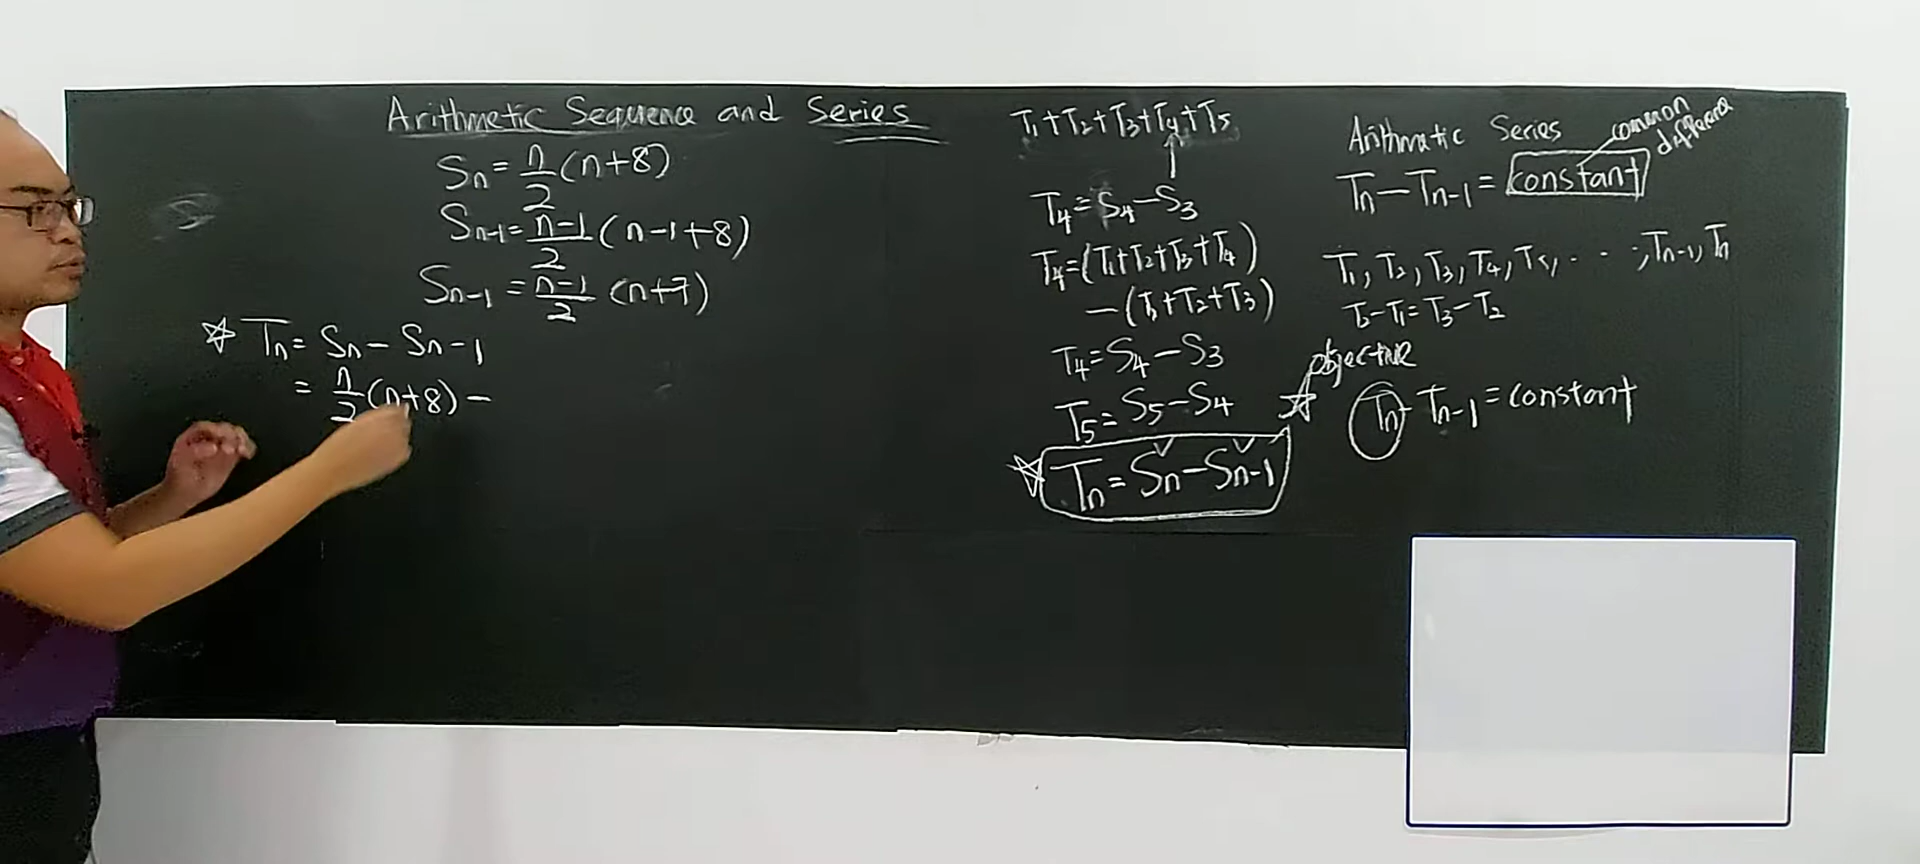 Arithmetic Sequence and Series
Sn = n/2 (n+8)
Sn-1 = n-1/2 (n-1+8)
Sn-1 = n-1/2 (n+7)
☆ Tn = Sn - Sn-1
= n/2 (n+8) -
T1+T2+T3+T4+T5
T4 = S4 - S3
T4 = (T1+T2+T3+T4)
- (T1+T2+T3)
T4 = S4 - S3
T5 = S5 - S4
☆ Tn = Sn - Sn-1
Arithmatic Series
common
Tn - Tn-1 = constant
T1, T2, T3, T4, T5, ..., Tn-1, Tn
T2 - T1 = T3 - T2
objective
☆ Tn - Tn-1 = constant